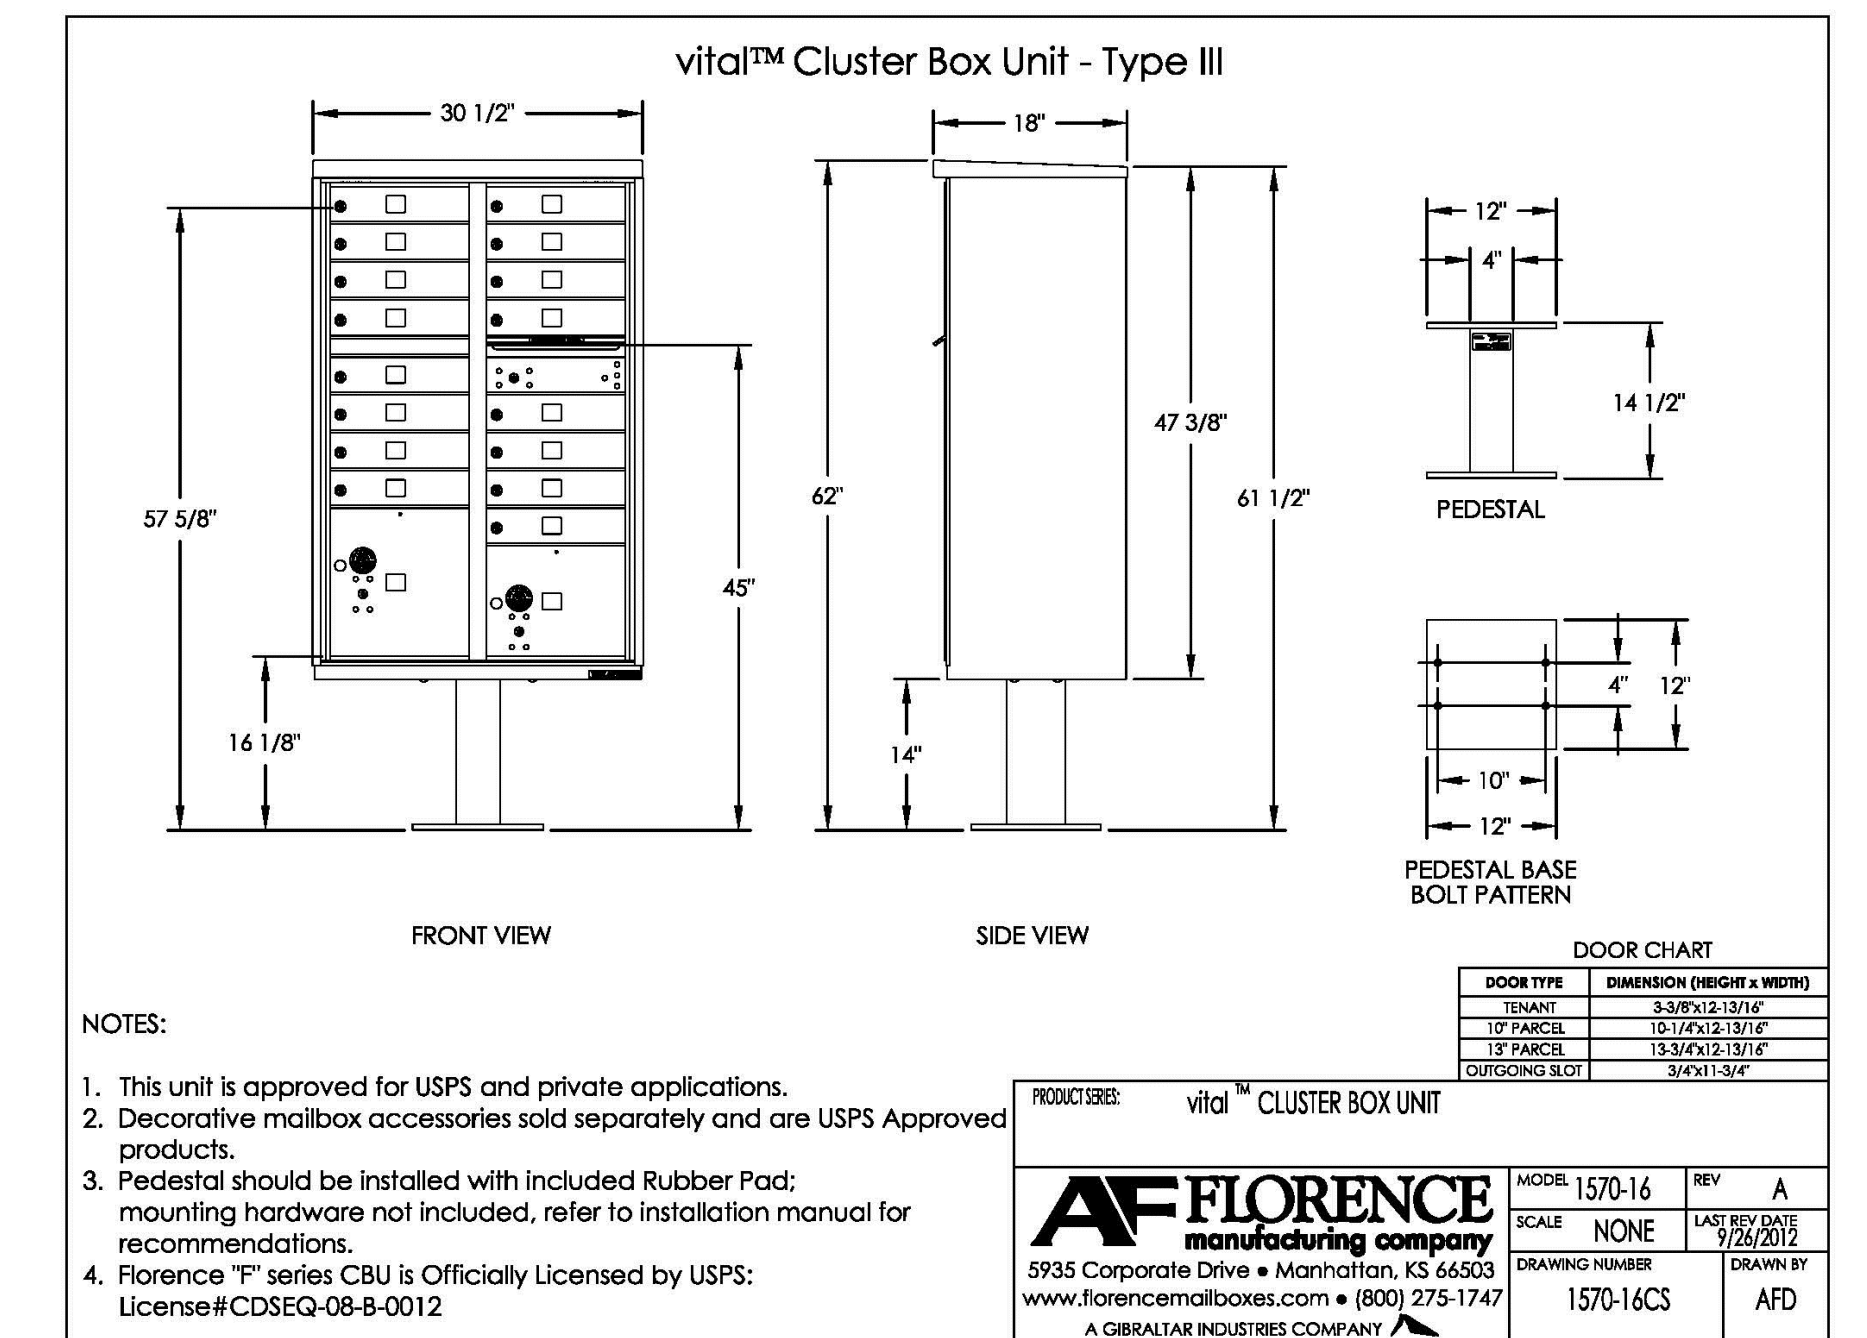 vital™ Cluster Box Unit - Type III
30 1/2"
18"
12"
4"
57 5/8"
45"
16 1/8"
62"
47 3/8"
61 1/2"
14"
14 1/2"
PEDESTAL
4"
12"
10"
12"
PEDESTAL BASE
BOLT PATTERN
FRONT VIEW
SIDE VIEW
DOOR CHART
DOOR TYPE DIMENSION (HEIGHT x WIDTH)
TENANT 3-3/8"x12-13/16"
10" PARCEL 10-1/4"x12-13/16"
13" PARCEL 13-3/4"x12-13/16"
OUTGOING SLOT 3/4"x11-3/4"
NOTES:
1. This unit is approved for USPS and private applications.
2. Decorative mailbox accessories sold separately and are USPS Approved
products.
3. Pedestal should be installed with included Rubber Pad;
mounting hardware not included, refer to installation manual for
recommendations.
4. Florence "F" series CBU is Officially Licensed by USPS:
License#CDSEQ-08-B-0012
PRODUCT SERIES: vital ™ CLUSTER BOX UNIT
AF FLORENCE
manufacturing company
5935 Corporate Drive • Manhattan, KS 66503
www.florencemailboxes.com • (800) 275-1747
A GIBRALTAR INDUSTRIES COMPANY
MODEL 1570-16
REV A
SCALE NONE
LAST REV DATE
9/26/2012
DRAWING NUMBER
1570-16CS
DRAWN BY
AFD